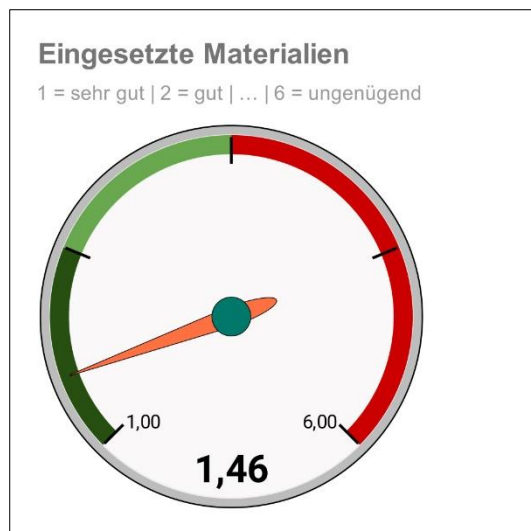 Eingesetzte Materialien
1 = sehr gut | 2 = gut | … | 6 = ungenügend
1,00
6,00
1,46